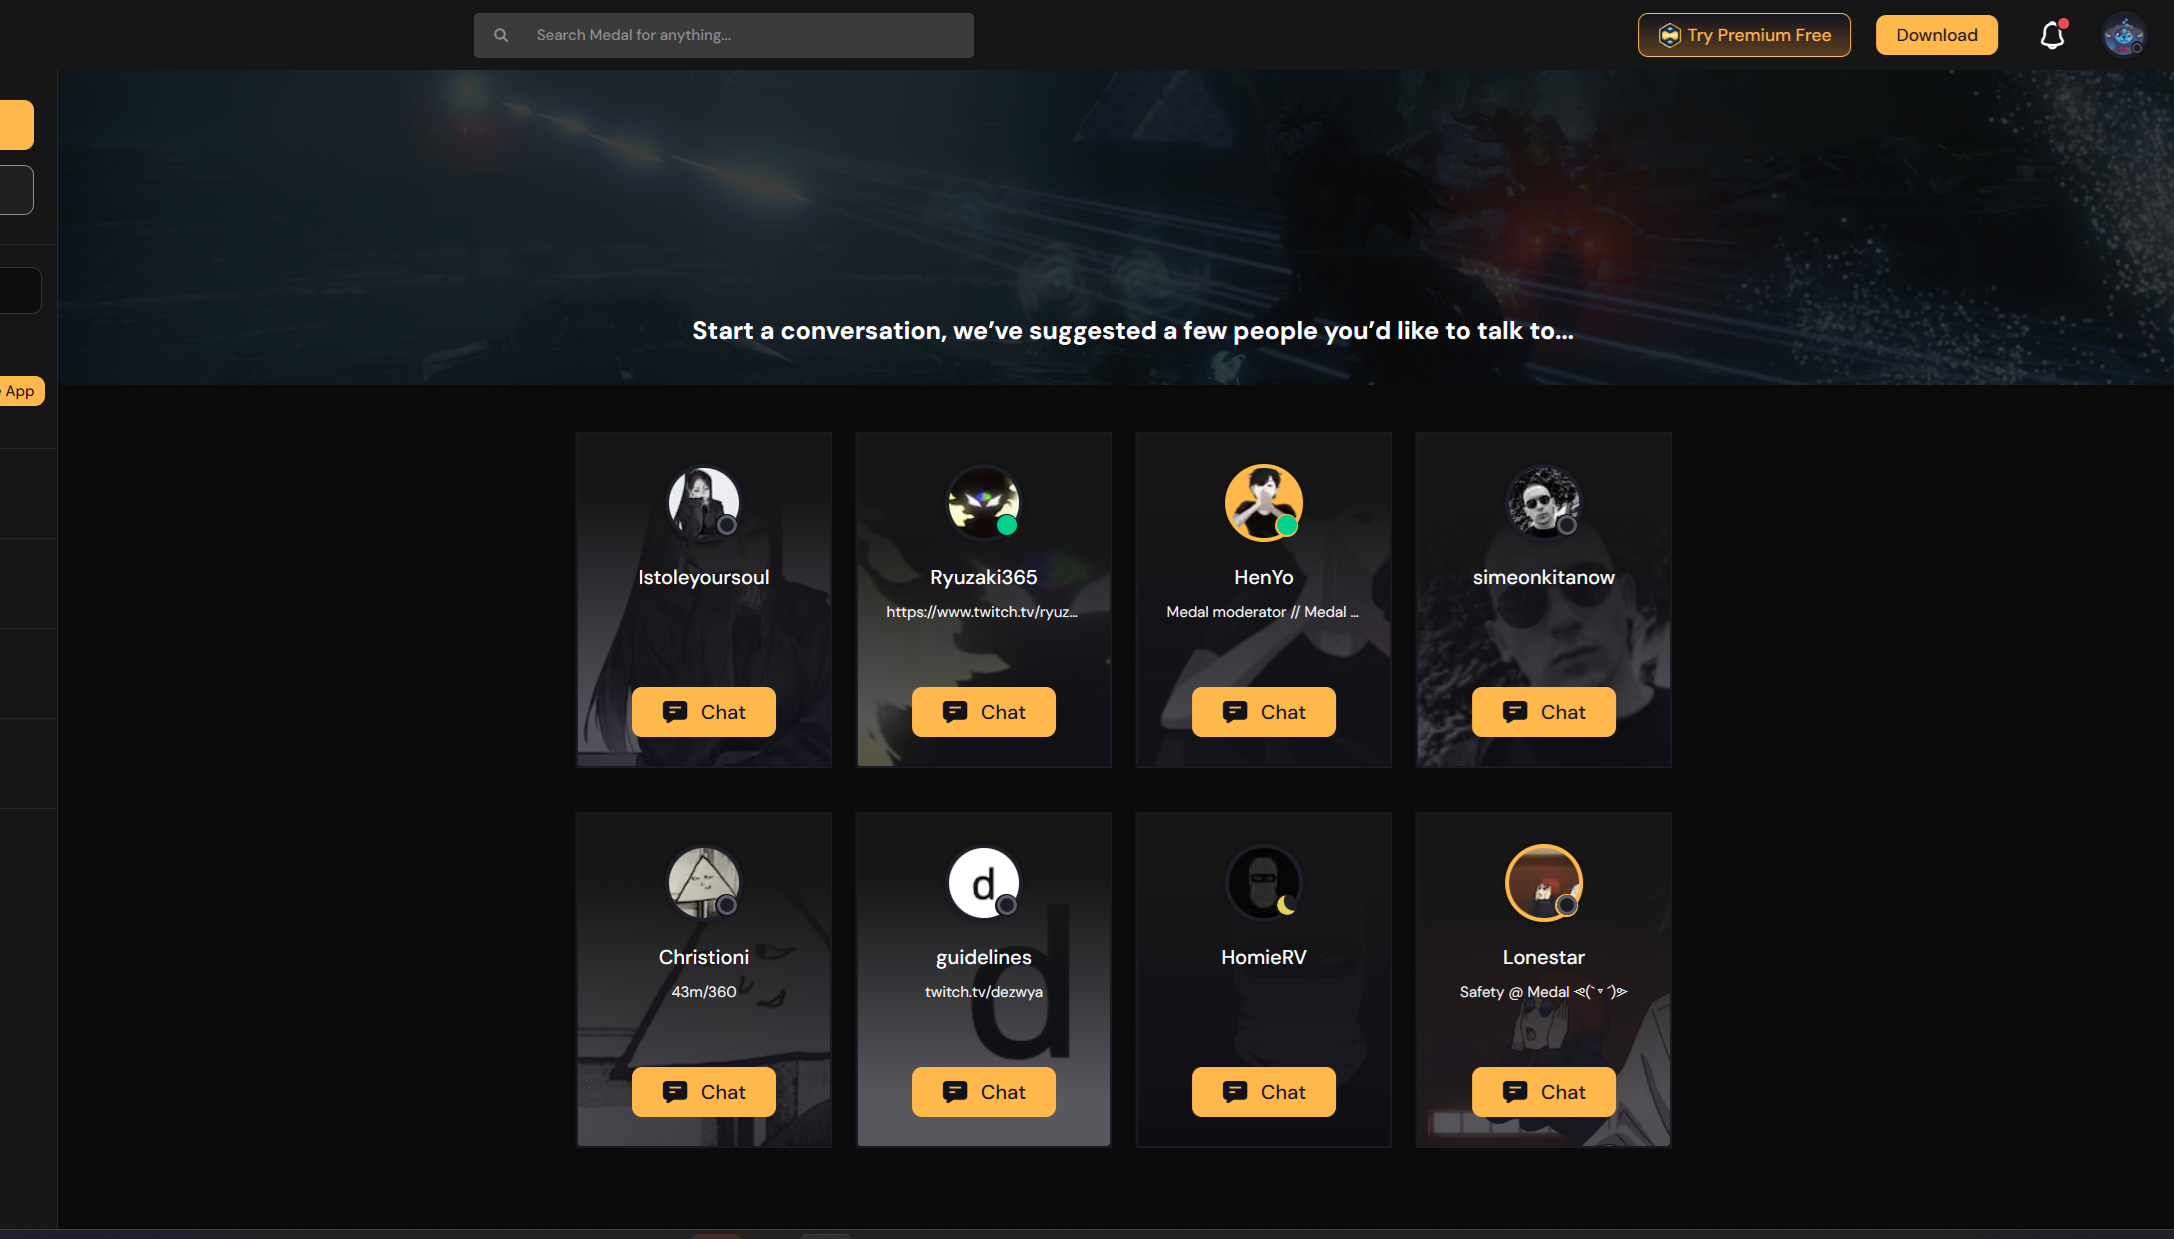 Search Medal for anything...
Try Premium Free
Download
App
Start a conversation, we’ve suggested a few people you’d like to talk to...
Istoleyoursoul
Ryuzaki365
HenYo
simeonkitanow
https://www.twitch.tv/ryuz...
Medal moderator // Medal ...
Chat
Chat
Chat
Chat
d
Christioni
guidelines
HomieRV
Lonestar
43m/360
twitch.tv/dezwya
Safety @ Medal ⪦(`▿´)⪧
d
Chat
Chat
Chat
Chat